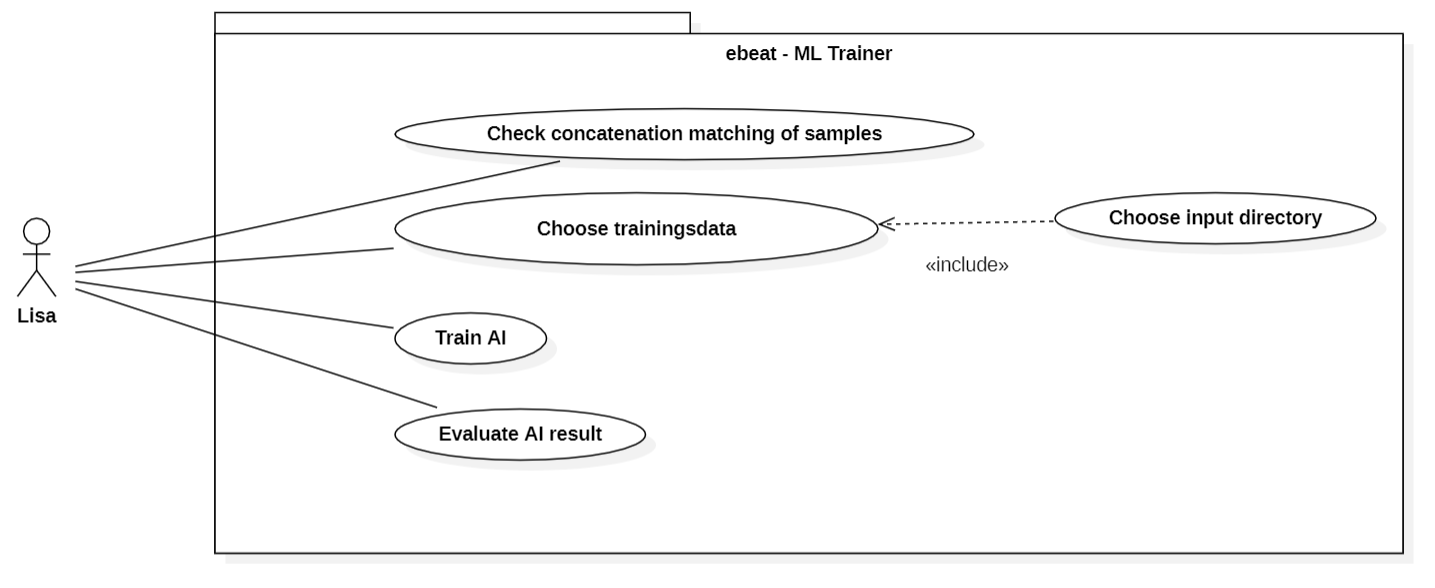 ebeat - ML Trainer
Check concatenation matching of samples
Choose trainingsdata
Choose input directory
«include»
Lisa
Train AI
Evaluate AI result